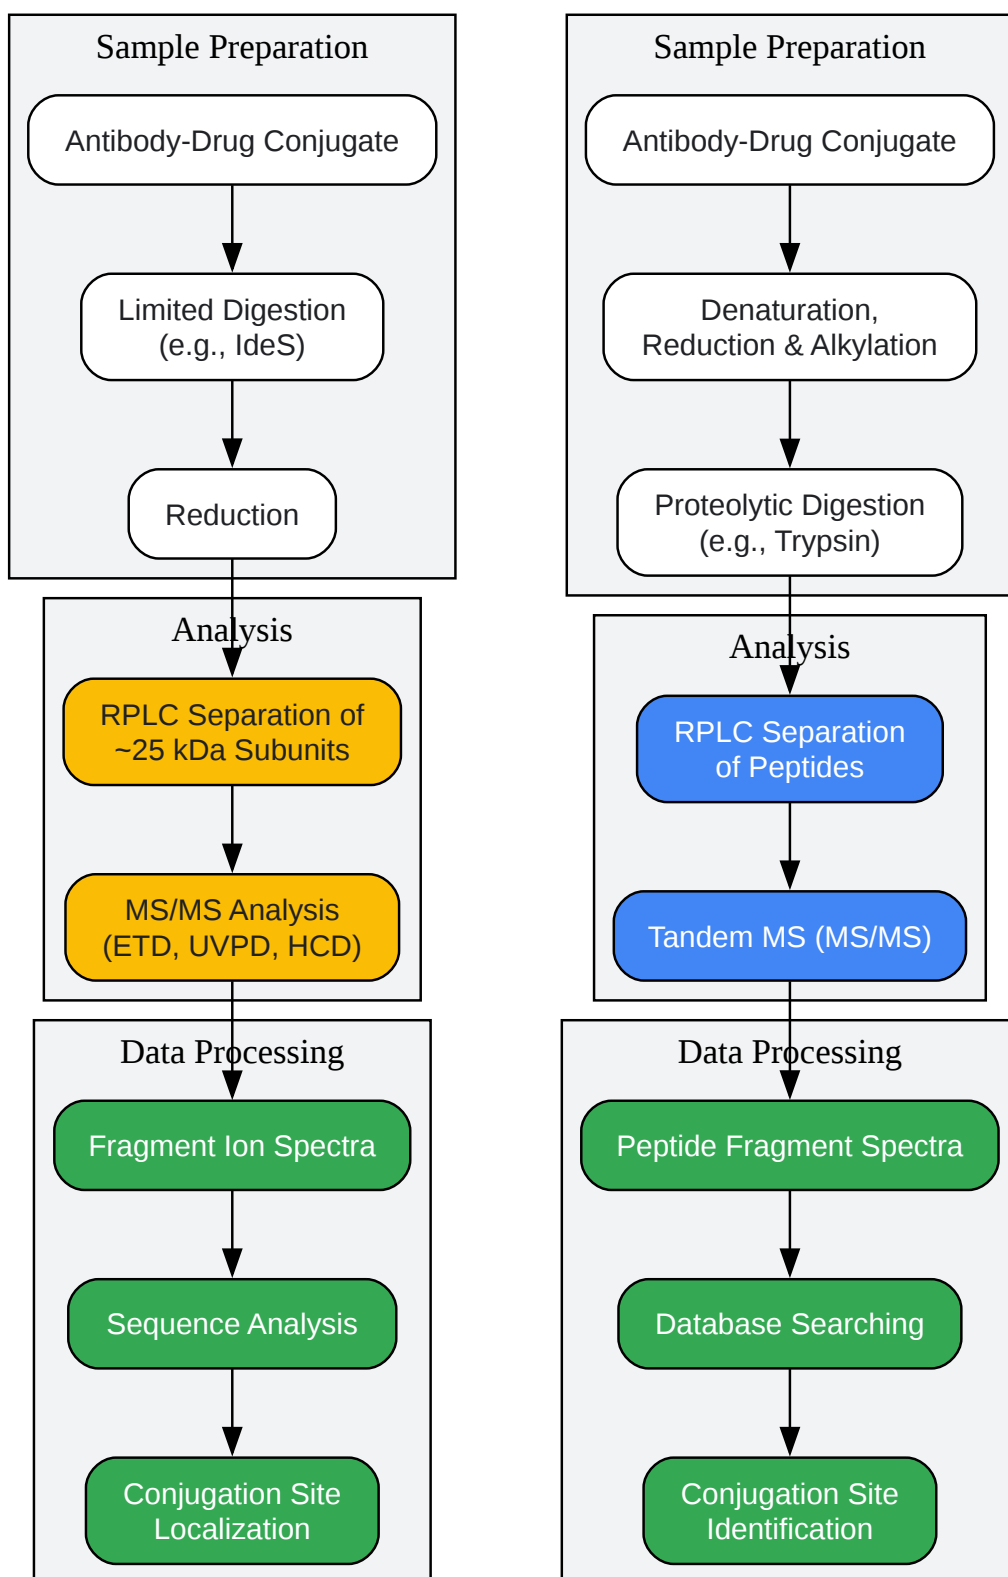 Sample Preparation
Antibody-Drug Conjugate
Limited Digestion
(e.g., IdeS)
Reduction
Analysis
RPLC Separation of
~25 kDa Subunits
MS/MS Analysis
(ETD, UVPD, HCD)
Data Processing
Fragment Ion Spectra
Sequence Analysis
Conjugation Site
Localization
Sample Preparation
Antibody-Drug Conjugate
Denaturation,
Reduction & Alkylation
Proteolytic Digestion
(e.g., Trypsin)
Analysis
RPLC Separation
of Peptides
Tandem MS (MS/MS)
Data Processing
Peptide Fragment Spectra
Database Searching
Conjugation Site
Identification